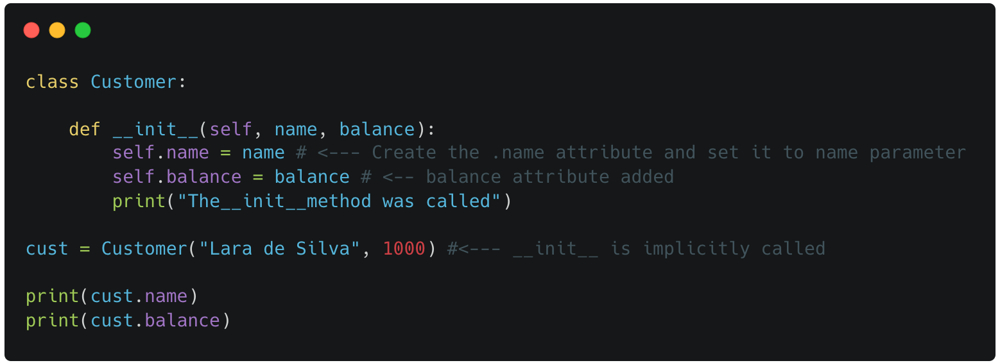 class Customer:
    def __init__(self, name, balance):
        self.name = name # <--- Create the .name attribute and set it to name parameter
        self.balance = balance # <-- balance attribute added
        print("The__init__method was called")
cust = Customer("Lara de Silva", 1000) #<--- __init__ is implicitly called
print(cust.name)
print(cust.balance)